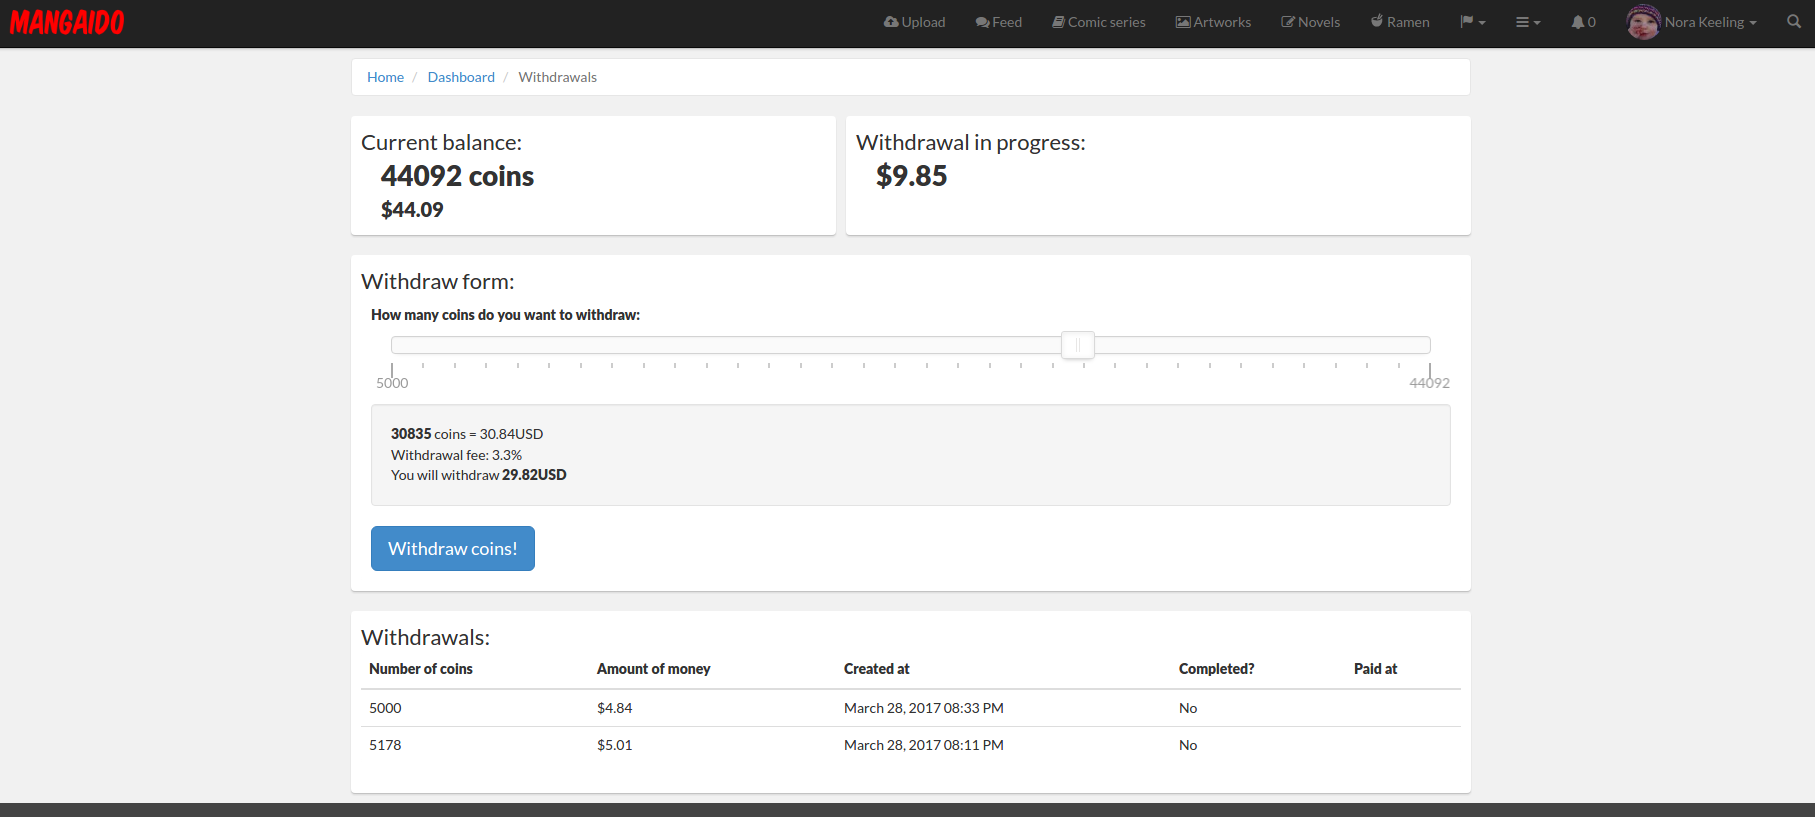 MANGAIDO
Upload Feed Comic series Artworks Novels Ramen 0 Nora Keeling
Home / Dashboard / Withdrawals
Current balance:
44092 coins
$44.09
Withdrawal in progress:
$9.85
Withdraw form:
How many coins do you want to withdraw:
5000 44092
30835 coins = 30.84USD
Withdrawal fee: 3.3%
You will withdraw 29.82USD
Withdraw coins!
Withdrawals:
Number of coins Amount of money Created at Completed? Paid at
5000 $4.84 March 28, 2017 08:33 PM No
5178 $5.01 March 28, 2017 08:11 PM No